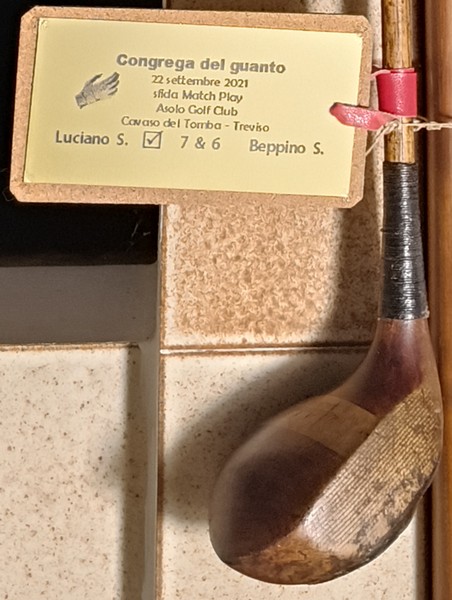 Congrega del guanto
22 settembre 2021
sfida Match Play
Asolo Golf Club
Cavaso del Tomba - Treviso
Luciano S. ☑ 7 & 6 Beppino S.